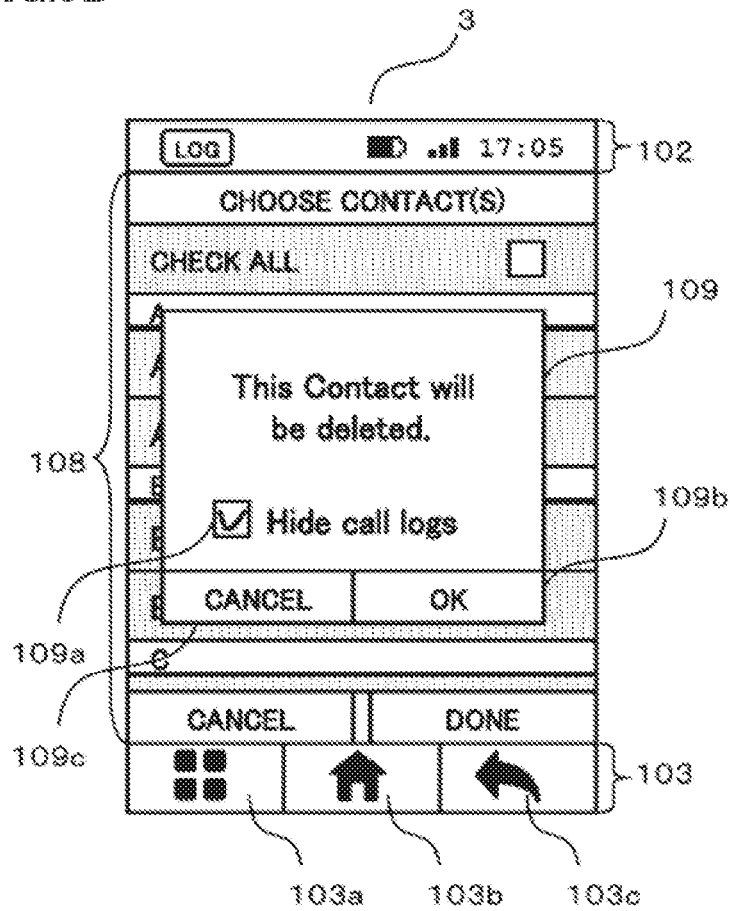 3
LOG 17:05 102
CHOOSE CONTACT(S)
CHECK ALL
109
A
A
This Contact will
be deleted.
A
108
109b
Hide call logs
CANCEL OK
109a
C
CANCEL DONE
109c
103
103a 103b 103c